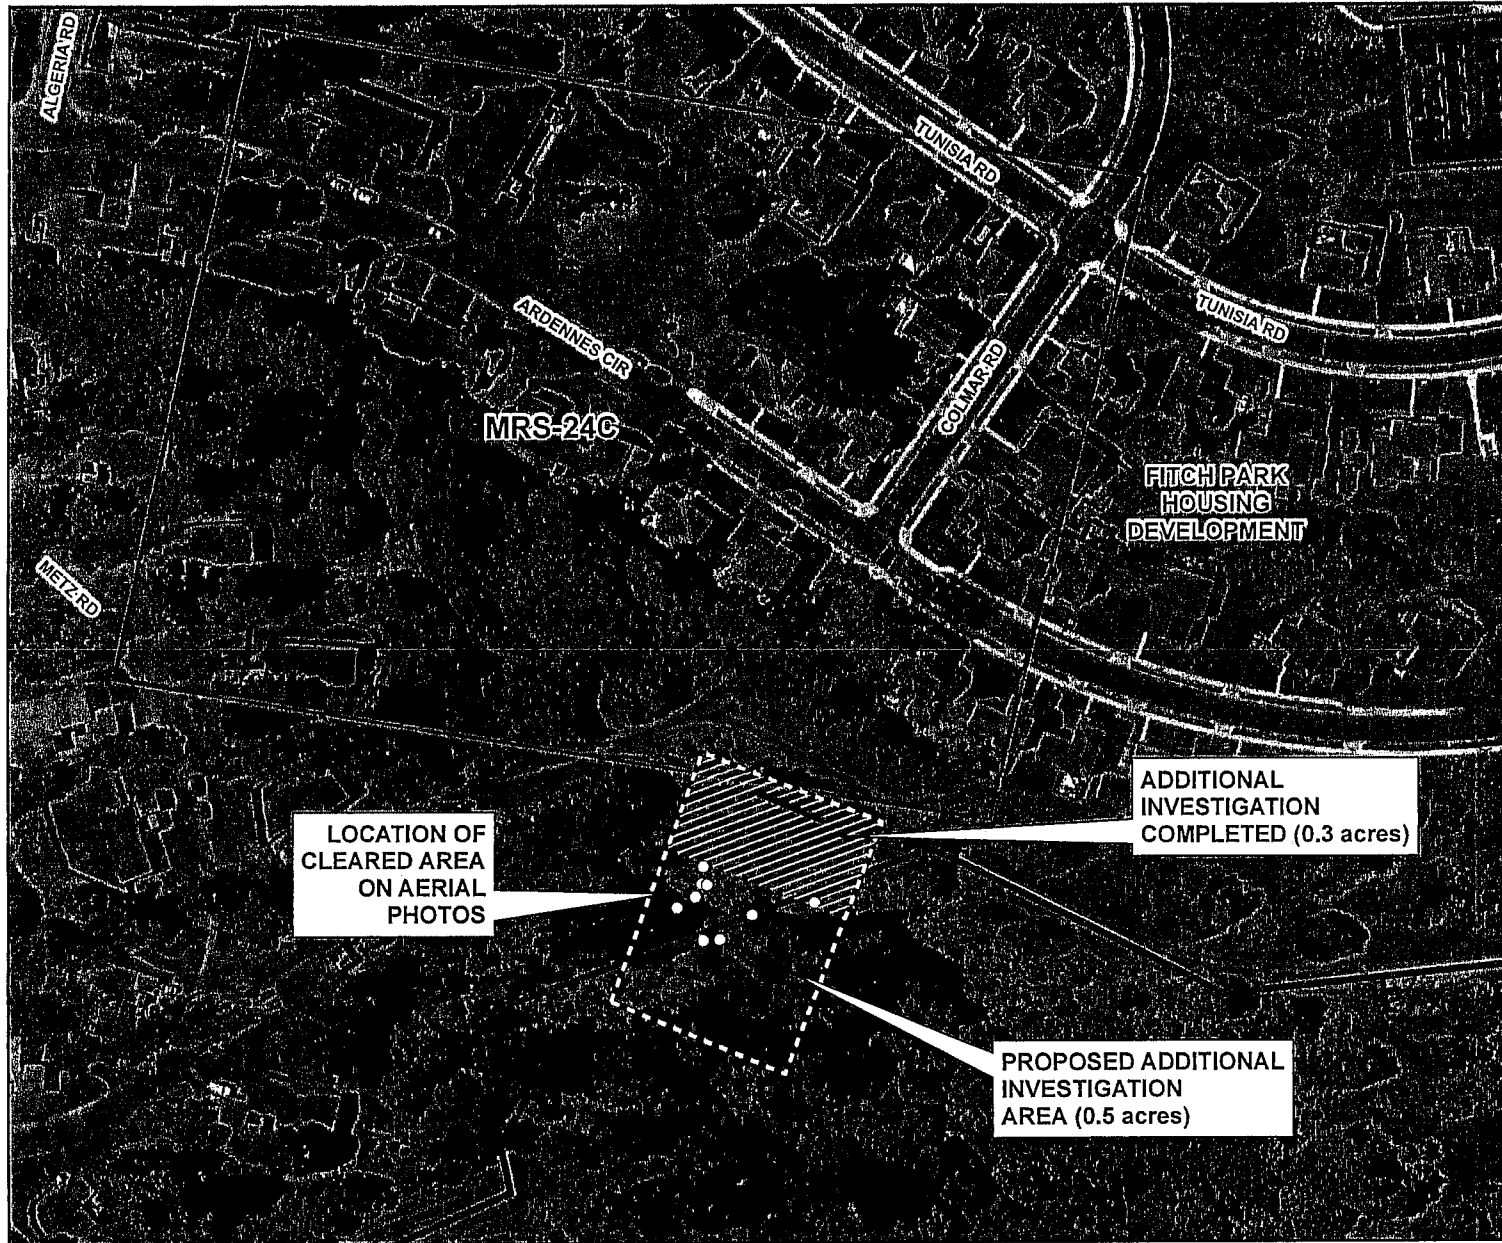 ALGERIA RD
TUNISIA RD
TUNISIA RD
ARDENNES CIR
COLMAR RD
MRS-24C
FITCH PARK
HOUSING
DEVELOPMENT
METZ RD
ADDITIONAL
INVESTIGATION
COMPLETED (0.3 acres)
LOCATION OF
CLEARED AREA
ON AERIAL
PHOTOS
PROPOSED ADDITIONAL
INVESTIGATION
AREA (0.5 acres)